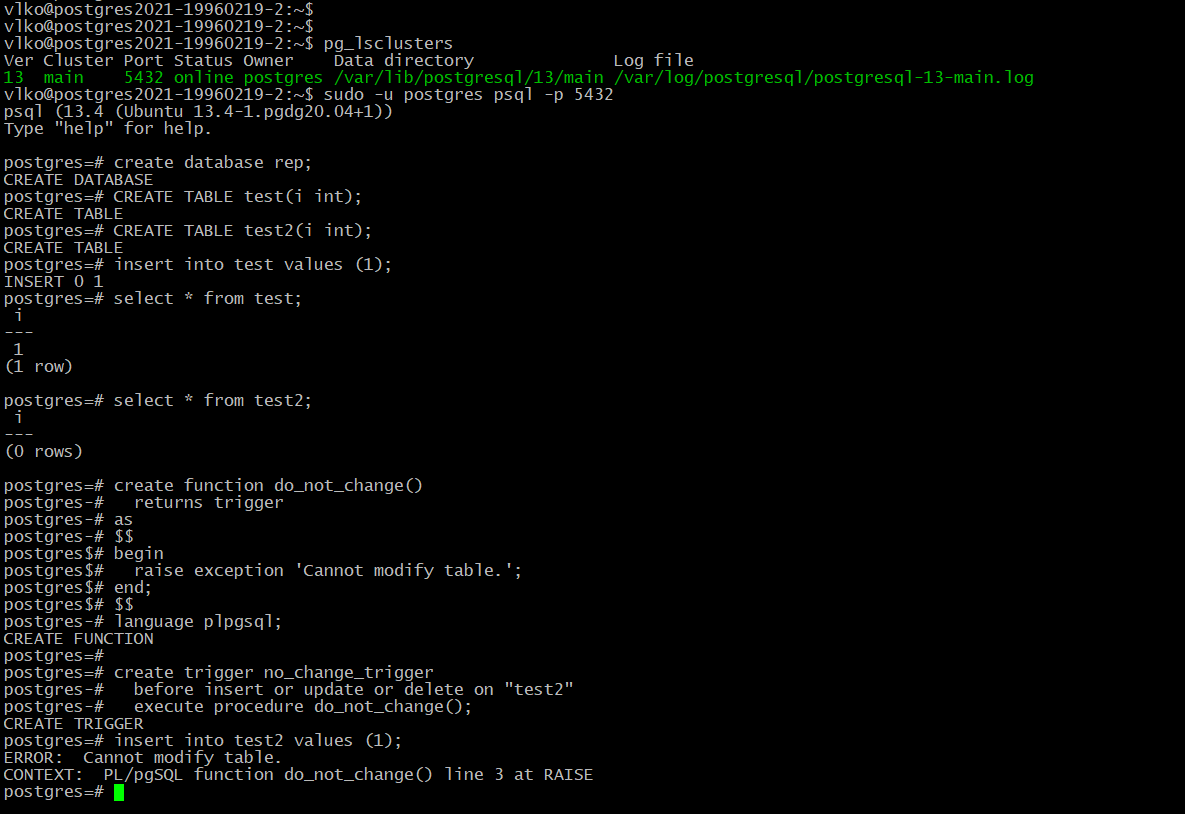 vlko@postgres2021-19960219-2:~$
vlko@postgres2021-19960219-2:~$
vlko@postgres2021-19960219-2:~$ pg_lsclusters
Ver Cluster Port Status Owner    Data directory              Log file
13  main    5432 online postgres /var/lib/postgresql/13/main /var/log/postgresql/postgresql-13-main.log
vlko@postgres2021-19960219-2:~$ sudo -u postgres psql -p 5432
psql (13.4 (Ubuntu 13.4-1.pgdg20.04+1))
Type "help" for help.

postgres=# create database rep;
CREATE DATABASE
postgres=# CREATE TABLE test(i int);
CREATE TABLE
postgres=# CREATE TABLE test2(i int);
CREATE TABLE
postgres=# insert into test values (1);
INSERT 0 1
postgres=# select * from test;
 i
---
 1
(1 row)

postgres=# select * from test2;
 i
---
(0 rows)

postgres=# create function do_not_change()
postgres-#   returns trigger
postgres-# as
postgres-# $$
postgres$# begin
postgres$#   raise exception 'Cannot modify table.';
postgres$# end;
postgres$# $$
postgres-# language plpgsql;
CREATE FUNCTION
postgres=#
postgres=# create trigger no_change_trigger
postgres-#   before insert or update or delete on "test2"
postgres-#   execute procedure do_not_change();
CREATE TRIGGER
postgres=# insert into test2 values (1);
ERROR:  Cannot modify table.
CONTEXT:  PL/pgSQL function do_not_change() line 3 at RAISE
postgres=#